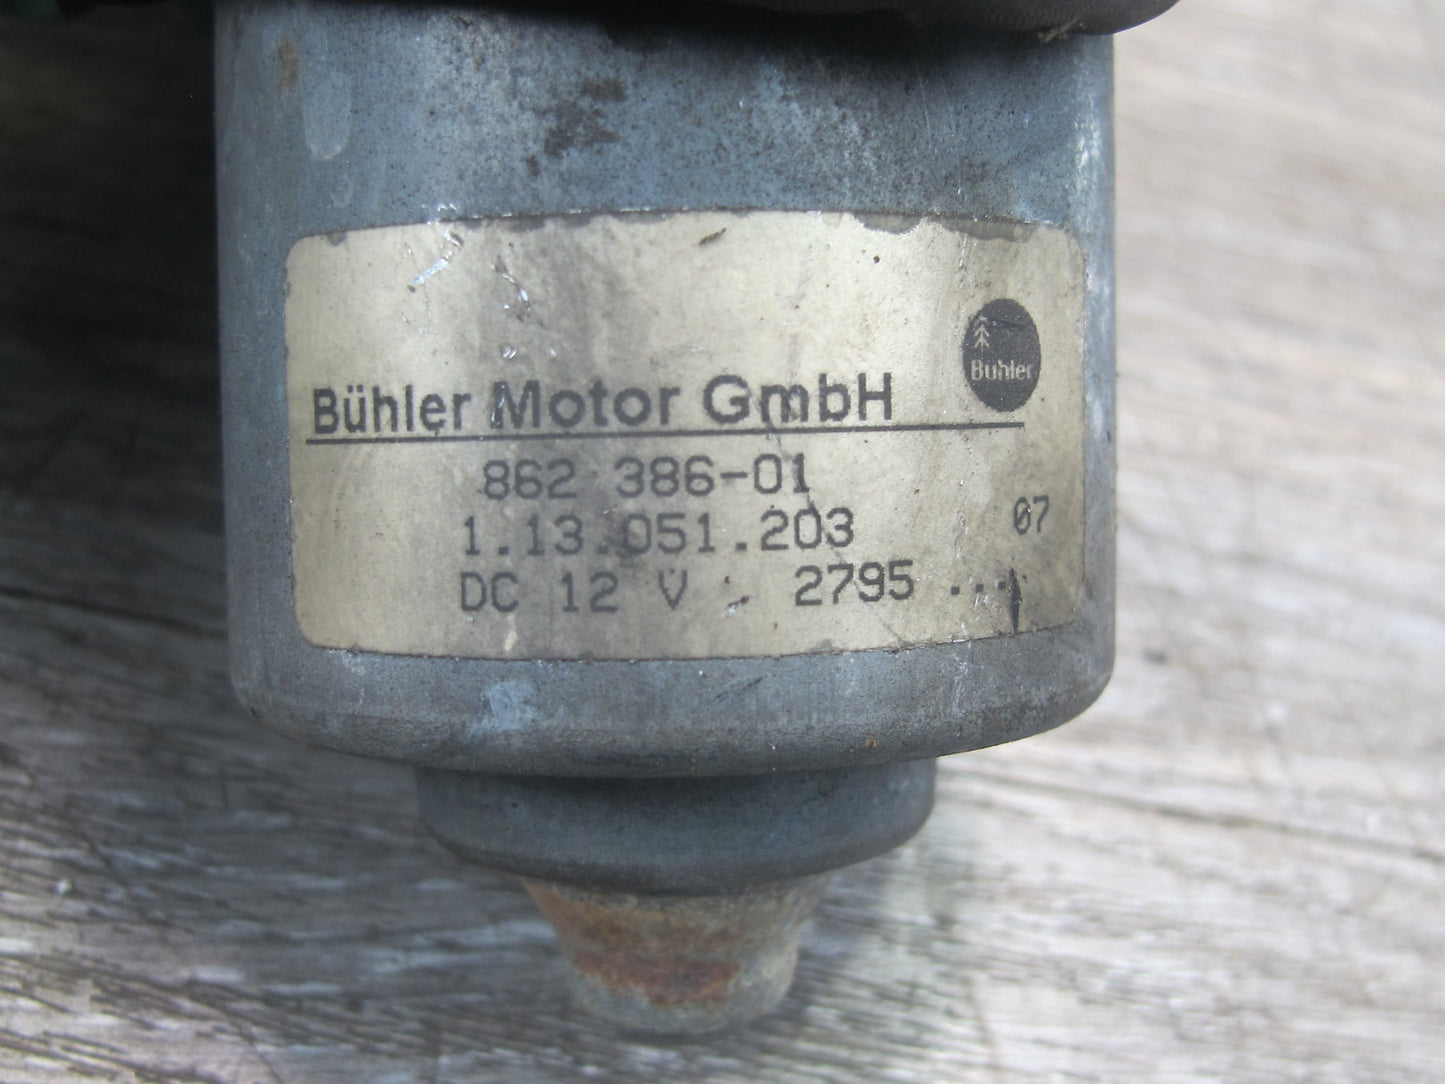 Bühler
Bühler Motor GmbH
862 386-01
1.13.051.203 07
DC 12 V 2795 ...